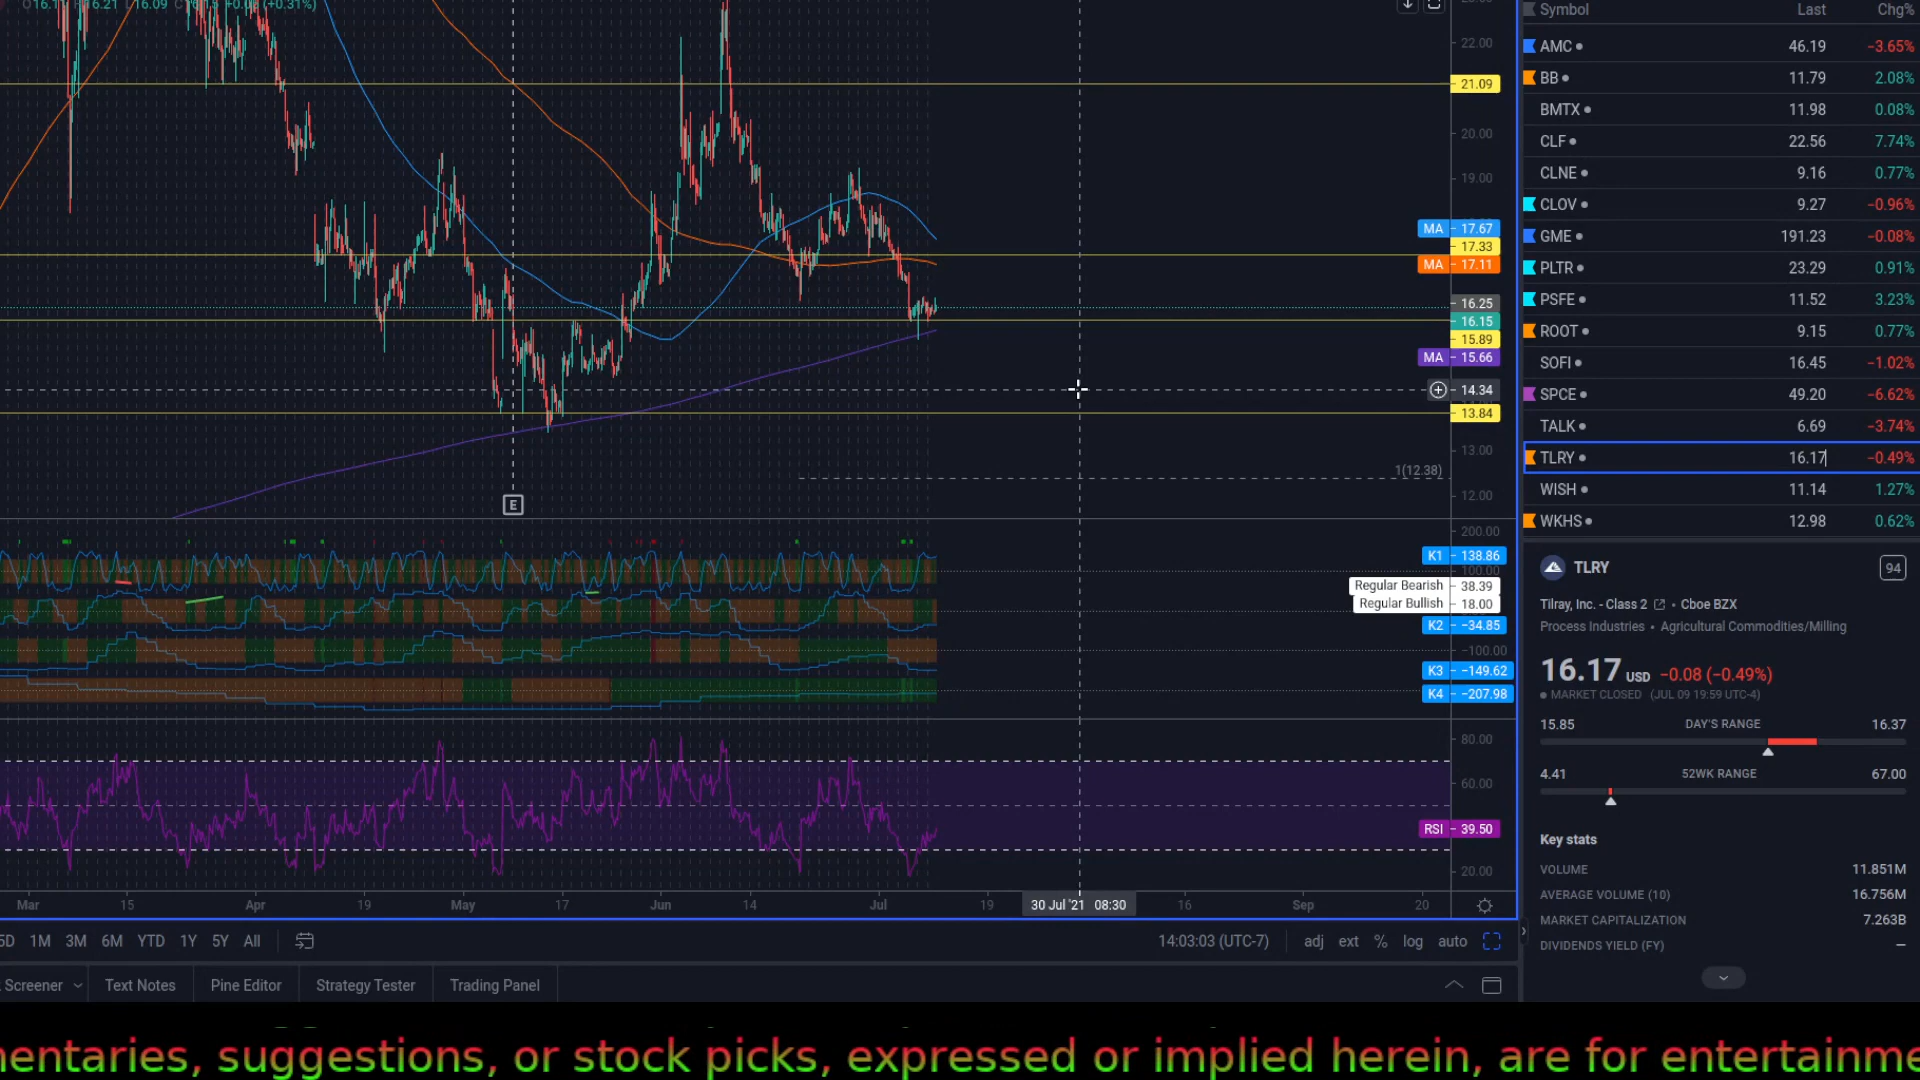 Symbol Last Chg%
AMC 46.19 −3.65%
BB 11.79 2.08%
BMTX 11.98 0.08%
CLF 22.56 7.74%
CLNE 9.16 0.77%
CLOV 9.27 −0.96%
GME 191.23 −0.08%
PLTR 23.29 0.91%
PSFE 11.52 3.23%
ROOT 9.15 0.77%
SOFI 16.45 −1.02%
SPCE 49.20 −6.62%
TALK 6.69 −3.74%
TLRY 16.17 −0.49%
WISH 11.14 1.27%
WKHS 12.98 0.62%
22.00
21.09
20.00
19.00
MA 17.67
17.33
MA 17.11
16.25
16.15
15.89
MA 15.66
14.34
13.84
13.00
1(12.38)
12.00
E
200.00
K1 138.86
100.00
Regular Bearish 38.39
Regular Bullish 18.00
K2 −34.85
−100.00
K3 −149.62
K4 −207.98
80.00
60.00
RSI 39.50
20.00
Mar 15 Apr 19 May 17 Jun 14 Jul 19 30 Jul '21 08:30 16 Sep 20
5D 1M 3M 6M YTD 1Y 5Y All
14:03:03 (UTC-7) adj ext % log auto
Screener Text Notes Pine Editor Strategy Tester Trading Panel
TLRY 94
Tilray, Inc. - Class 2 • Cboe BZX
Process Industries • Agricultural Commodities/Milling
16.17 USD −0.08 (−0.49%)
MARKET CLOSED (JUL 09 19:59 UTC-4)
15.85 DAY'S RANGE 16.37
4.41 52WK RANGE 67.00
Key stats
VOLUME 11.851M
AVERAGE VOLUME (10) 16.756M
MARKET CAPITALIZATION 7.263B
DIVIDENDS YIELD (FY) —
mentaries, suggestions, or stock picks, expressed or implied herein, are for entertainme